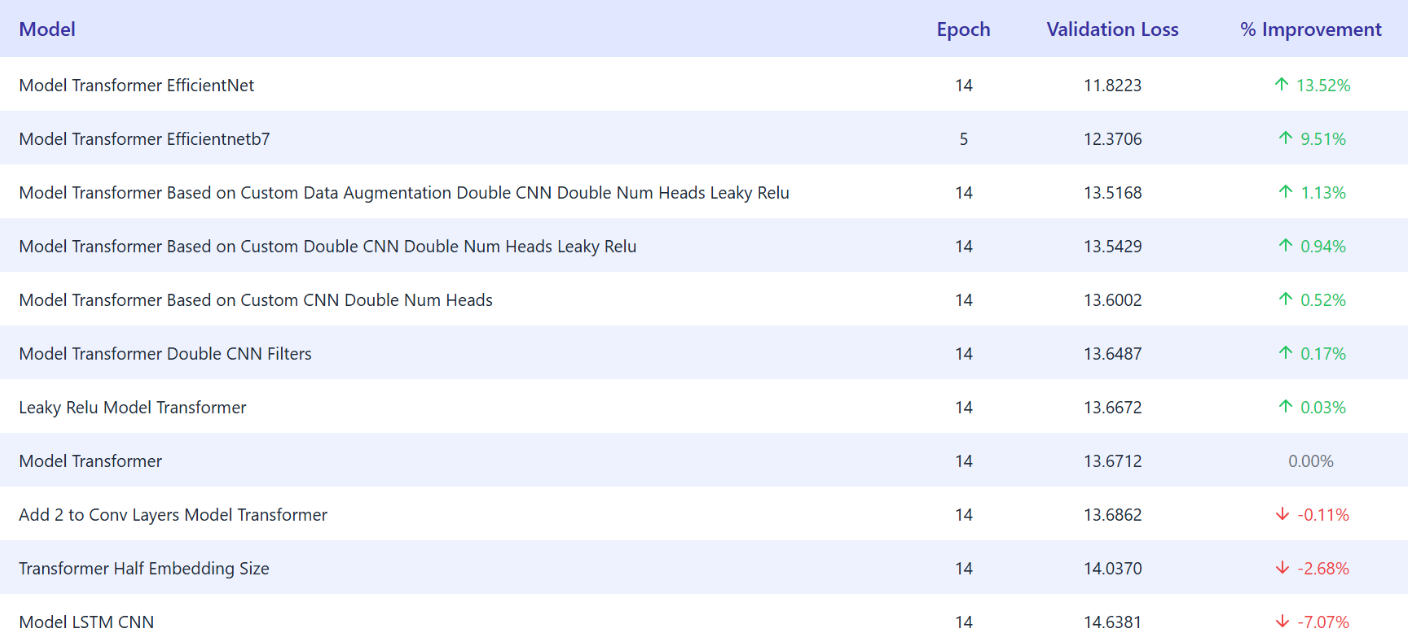 Model Epoch Validation Loss % Improvement
Model Transformer EfficientNet 14 11.8223 ↑ 13.52%
Model Transformer Efficientnetb7 5 12.3706 ↑ 9.51%
Model Transformer Based on Custom Data Augmentation Double CNN Double Num Heads Leaky Relu 14 13.5168 ↑ 1.13%
Model Transformer Based on Custom Double CNN Double Num Heads Leaky Relu 14 13.5429 ↑ 0.94%
Model Transformer Based on Custom CNN Double Num Heads 14 13.6002 ↑ 0.52%
Model Transformer Double CNN Filters 14 13.6487 ↑ 0.17%
Leaky Relu Model Transformer 14 13.6672 ↑ 0.03%
Model Transformer 14 13.6712 0.00%
Add 2 to Conv Layers Model Transformer 14 13.6862 ↓ -0.11%
Transformer Half Embedding Size 14 14.0370 ↓ -2.68%
Model LSTM CNN 14 14.6381 ↓ -7.07%